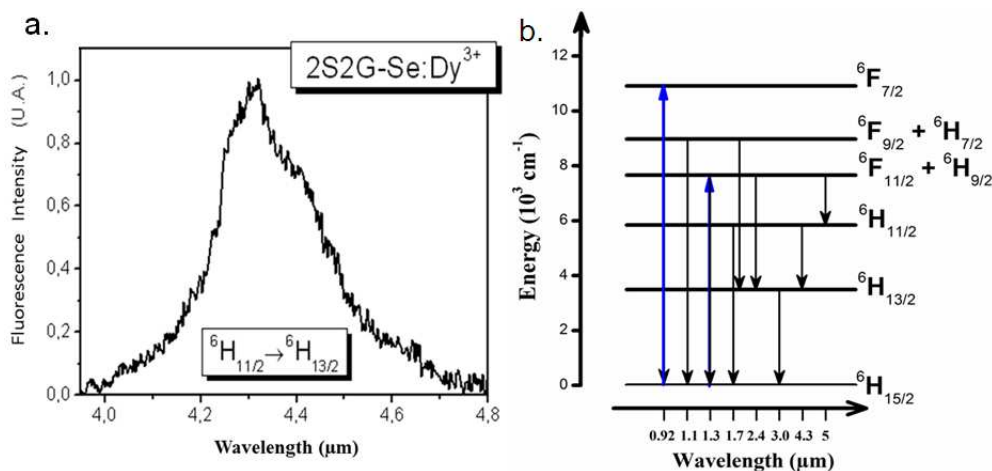 a.
2S2G-Se:Dy³⁺
Fluorescence Intensity (U.A.)
1,0
0,8
0,6
0,4
0,2
0,0
⁶H₁₁/₂→⁶H₁₃/₂
4,0 4,2 4,4 4,6 4,8
Wavelength (µm)
b.
Energy (10³ cm⁻¹)
12
10
8
6
4
2
0
⁶F₇/₂
⁶F₉/₂ + ⁶H₇/₂
⁶F₁₁/₂ + ⁶H₉/₂
⁶H₁₁/₂
⁶H₁₃/₂
⁶H₁₅/₂
0.92 1.1 1.3 1.7 2.4 3.0 4.3 5
Wavelength (µm)